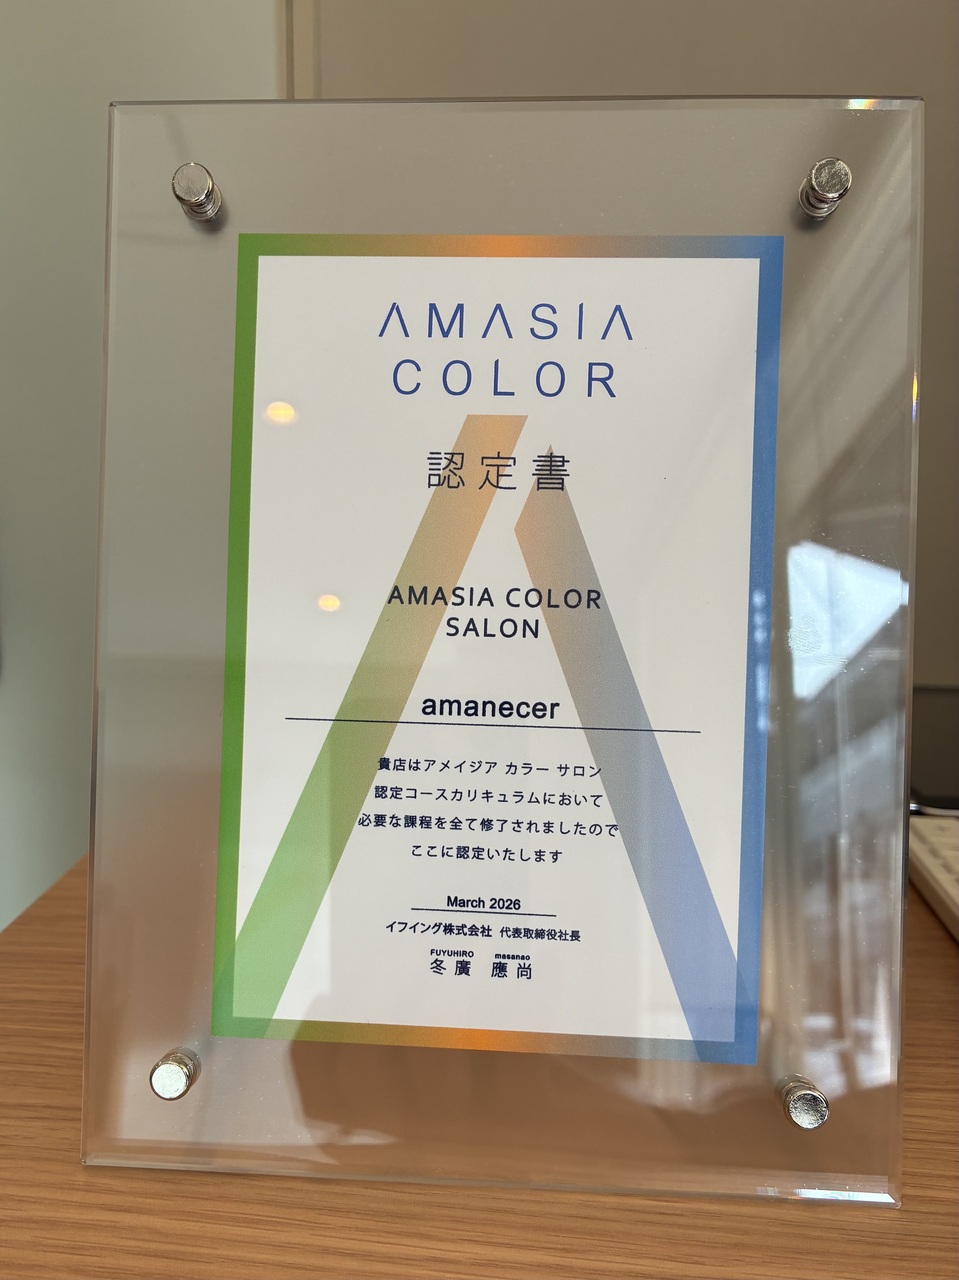 AMASIA
COLOR
認定書
AMASIA COLOR
SALON
amanecer
貴店はアメイジア カラー サロン
認定コースカリキュラムにおいて
必要な課程を全て修了されましたので
ここに認定いたします
March 2026
イフイング株式会社 代表取締役社長
FUYUHIRO masanao
冬廣 應尚